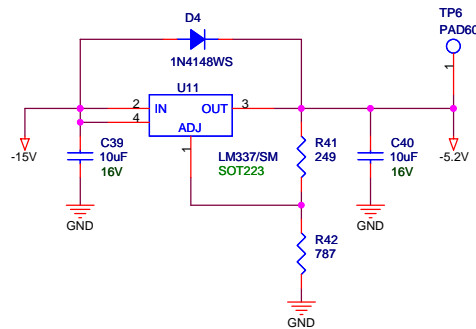 D4
1N4148WS
TP6
PAD60
1
U11
2
IN
OUT
3
4
ADJ
1
-15V
C39
10uF
16V
LM337/SM
SOT223
R41
249
C40
10uF
16V
-5.2V
GND
GND
R42
787
GND